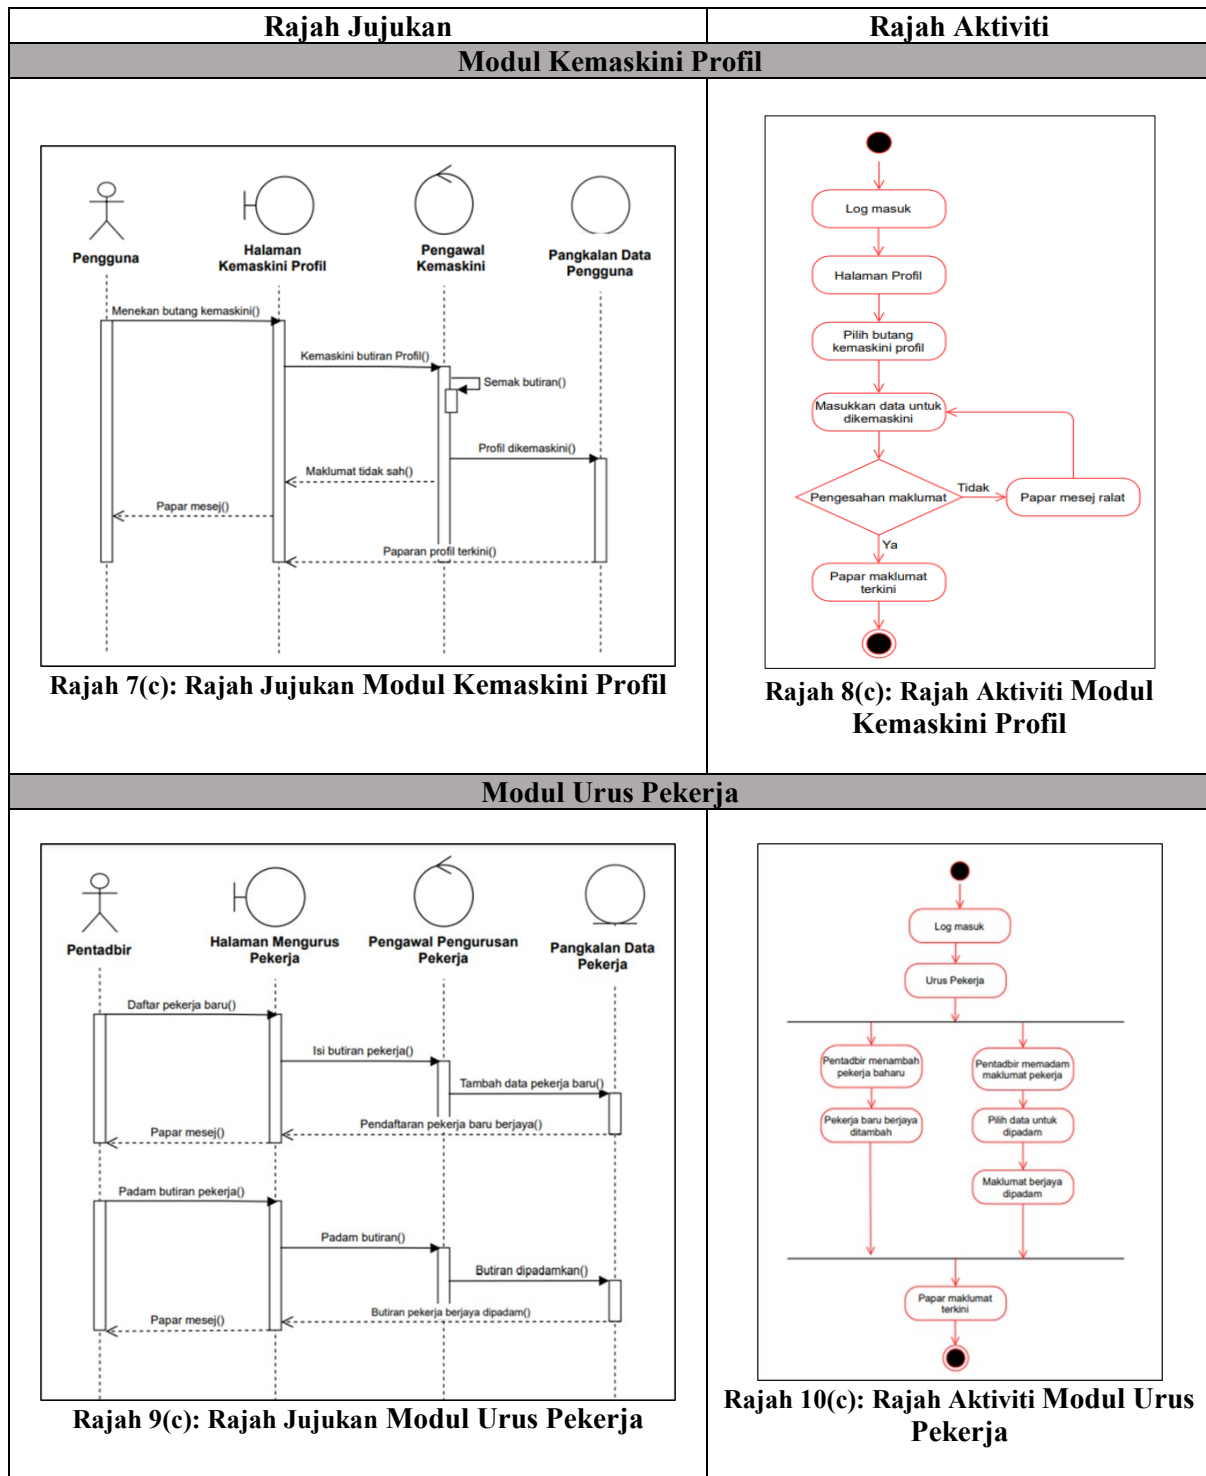 Rajah Jujukan
Rajah Aktiviti
Modul Kemaskini Profil
Pengguna
Halaman
Kemaskini Profil
Pengawal
Kemaskini
Pangkalan Data
Pengguna
Menekan butang kemaskini()
Kemaskini butiran Profil()
Semak butiran()
Profil dikemaskini()
Maklumat tidak sah()
Papar mesej()
Paparan profil terkini()
Rajah 7(c): Rajah Jujukan Modul Kemaskini Profil
Log masuk
Halaman Profil
Pilih butang
kemaskini profil
Masukkan data untuk
dikemaskini
Pengesahan maklumat
Tidak
Papar mesej ralat
Ya
Papar maklumat
terkini
Rajah 8(c): Rajah Aktiviti Modul
Kemaskini Profil
Modul Urus Pekerja
Pentadbir
Halaman Mengurus
Pekerja
Pengawal Pengurusan
Pekerja
Pangkalan Data
Pekerja
Daftar pekerja baru()
Isi butiran pekerja()
Tambah data pekerja baru()
Pendaftaran pekerja baru berjaya()
Papar mesej()
Padam butiran pekerja()
Padam butiran()
Butiran dipadamkan()
Butiran pekerja berjaya dipadam()
Papar mesej()
Rajah 9(c): Rajah Jujukan Modul Urus Pekerja
Log masuk
Urus Pekerja
Pentadbir menambah
pekerja baharu
Pentadbir memadam
maklumat pekerja
Pekerja baru berjaya
ditambah
Pilih data untuk
dipadam
Maklumat berjaya
dipadam
Papar maklumat
terkini
Rajah 10(c): Rajah Aktiviti Modul Urus
Pekerja